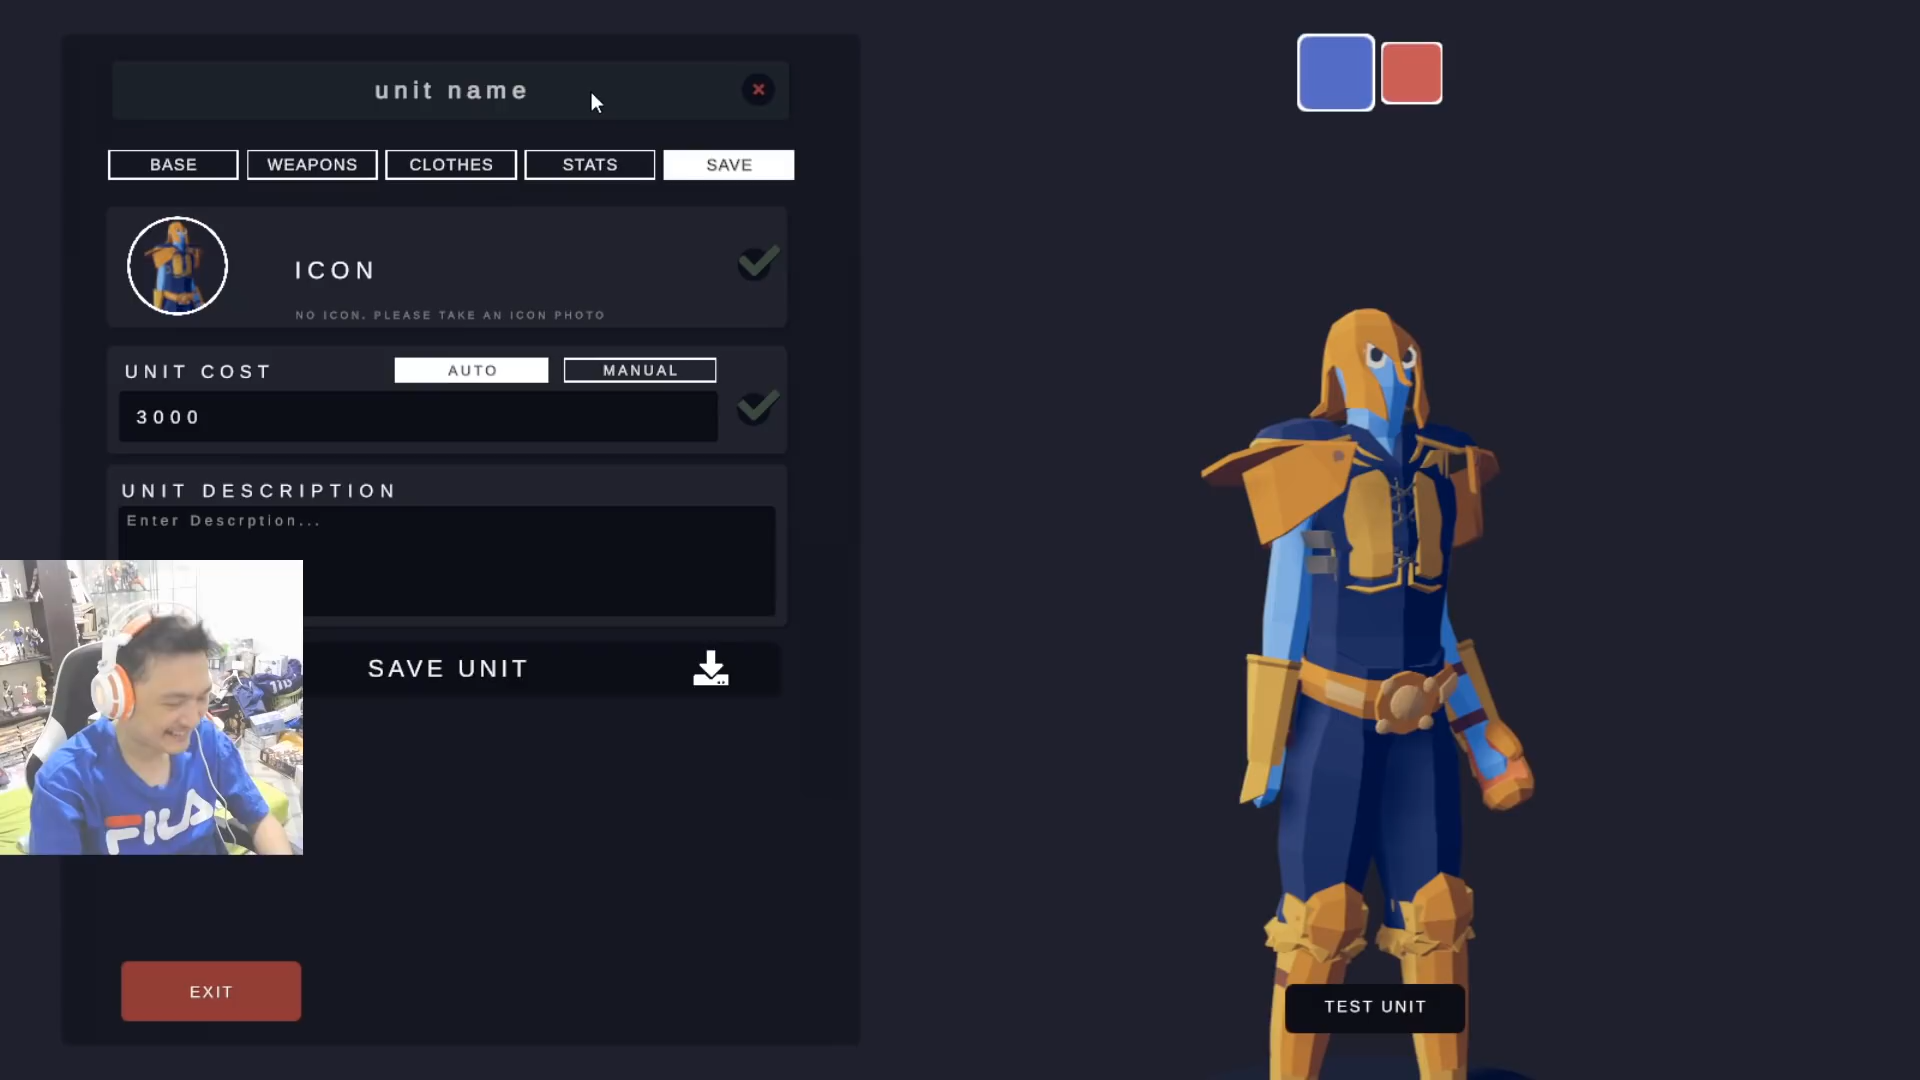 unit name
BASE
WEAPONS
CLOTHES
STATS
SAVE
ICON
NO ICON. PLEASE TAKE AN ICON PHOTO
UNIT COST
AUTO
MANUAL
3000
UNIT DESCRIPTION
Enter Descrption...
SAVE UNIT
FILA
EXIT
TEST UNIT